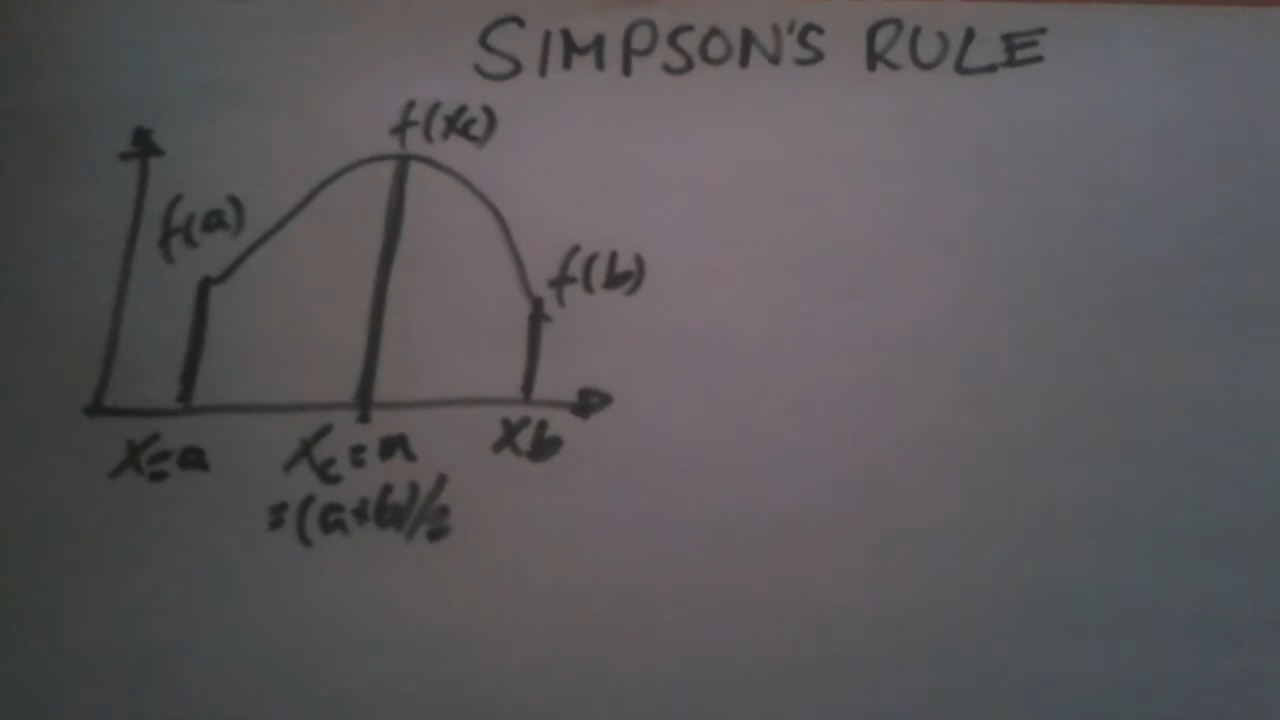 SIMPSON'S RULE
f(xc)
f(a)
f(b)
x=a
xc=m
xb
=(a+b)/2